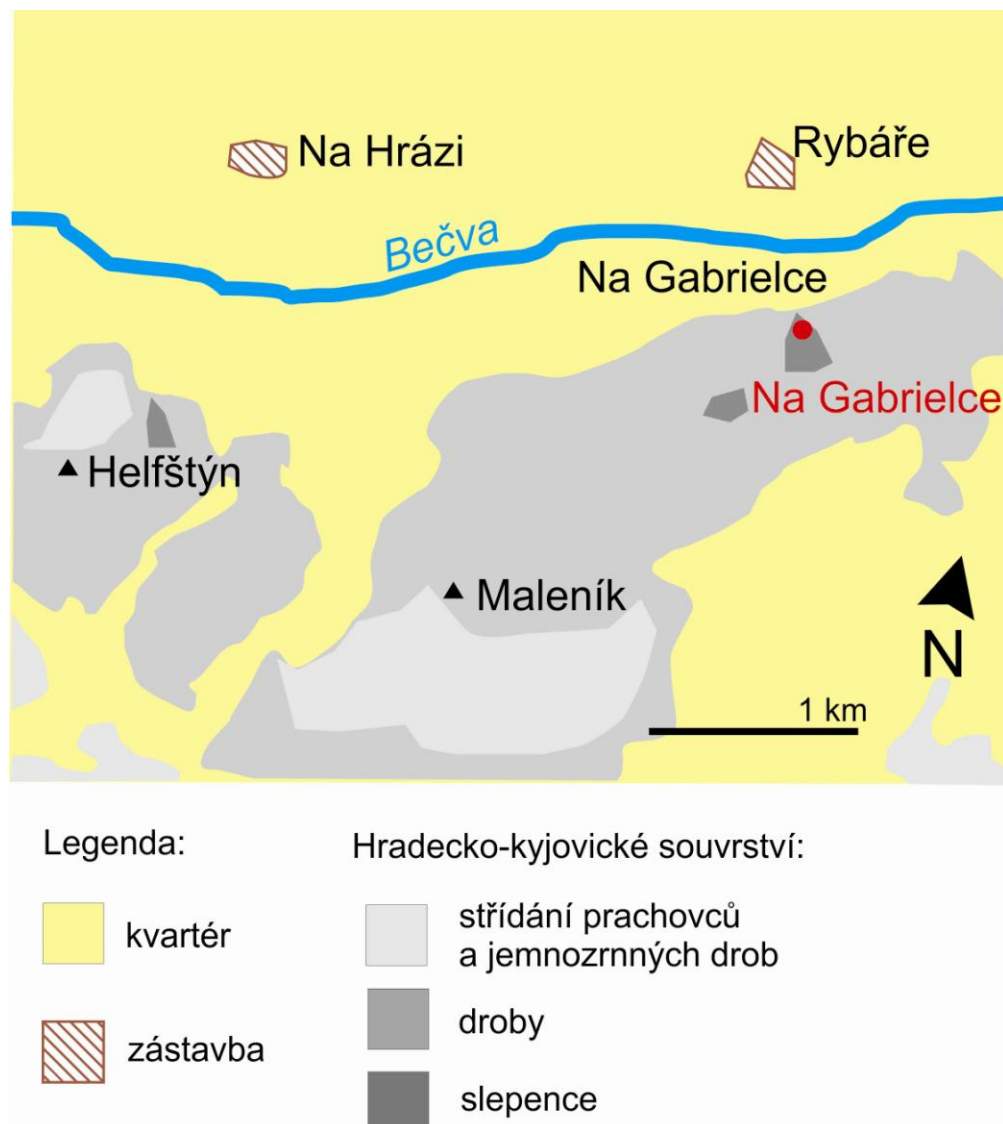 Na Hrázi
Rybáře
Bečva
Na Gabrielce
Na Gabrielce
Helfštýn
Maleník
N
1 km
Legenda:
kvartér
zástavba
Hradecko-kyjovické souvrství:
střídání prachovců
a jemnozrnných drob
droby
slepence